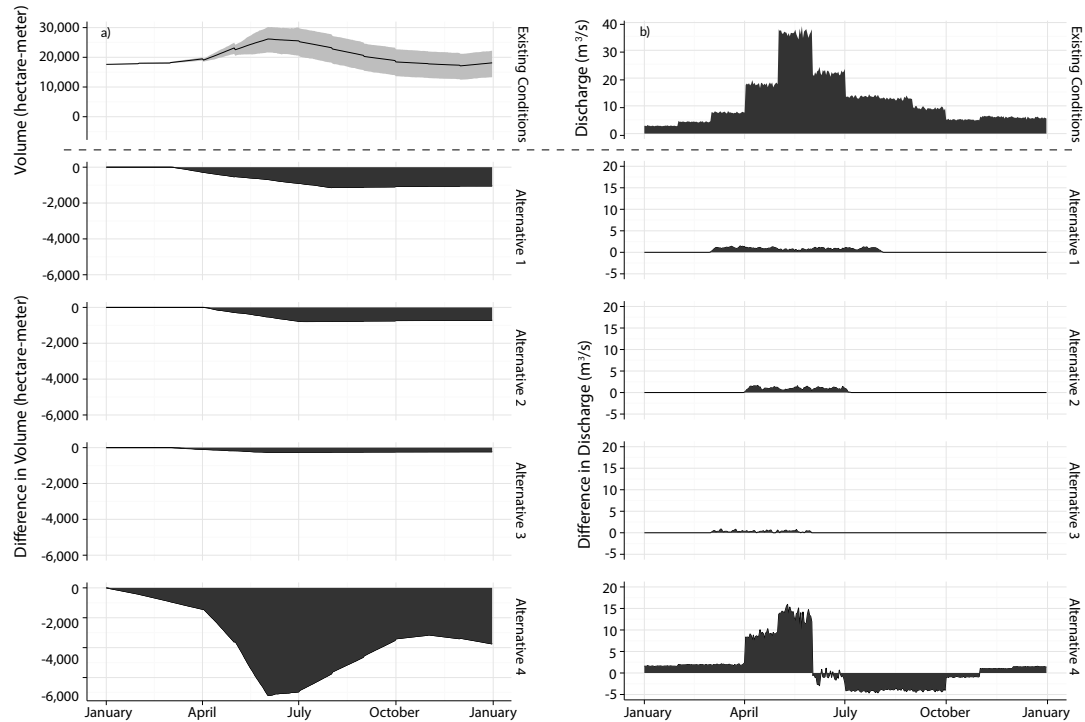 a)
Volume (hectare-meter)
30,000
20,000
10,000
0
Existing Conditions
Difference in Volume (hectare-meter)
0
-2,000
-4,000
-6,000
Alternative 1
0
-2,000
-4,000
-6,000
Alternative 2
0
-2,000
-4,000
-6,000
Alternative 3
0
-2,000
-4,000
-6,000
Alternative 4
January April July October January
b)
Discharge (m³/s)
40
30
20
10
0
Existing Conditions
Difference in Discharge (m³/s)
20
15
10
5
0
-5
Alternative 1
20
15
10
5
0
-5
Alternative 2
20
15
10
5
0
-5
Alternative 3
20
15
10
5
0
-5
Alternative 4
January April July October January